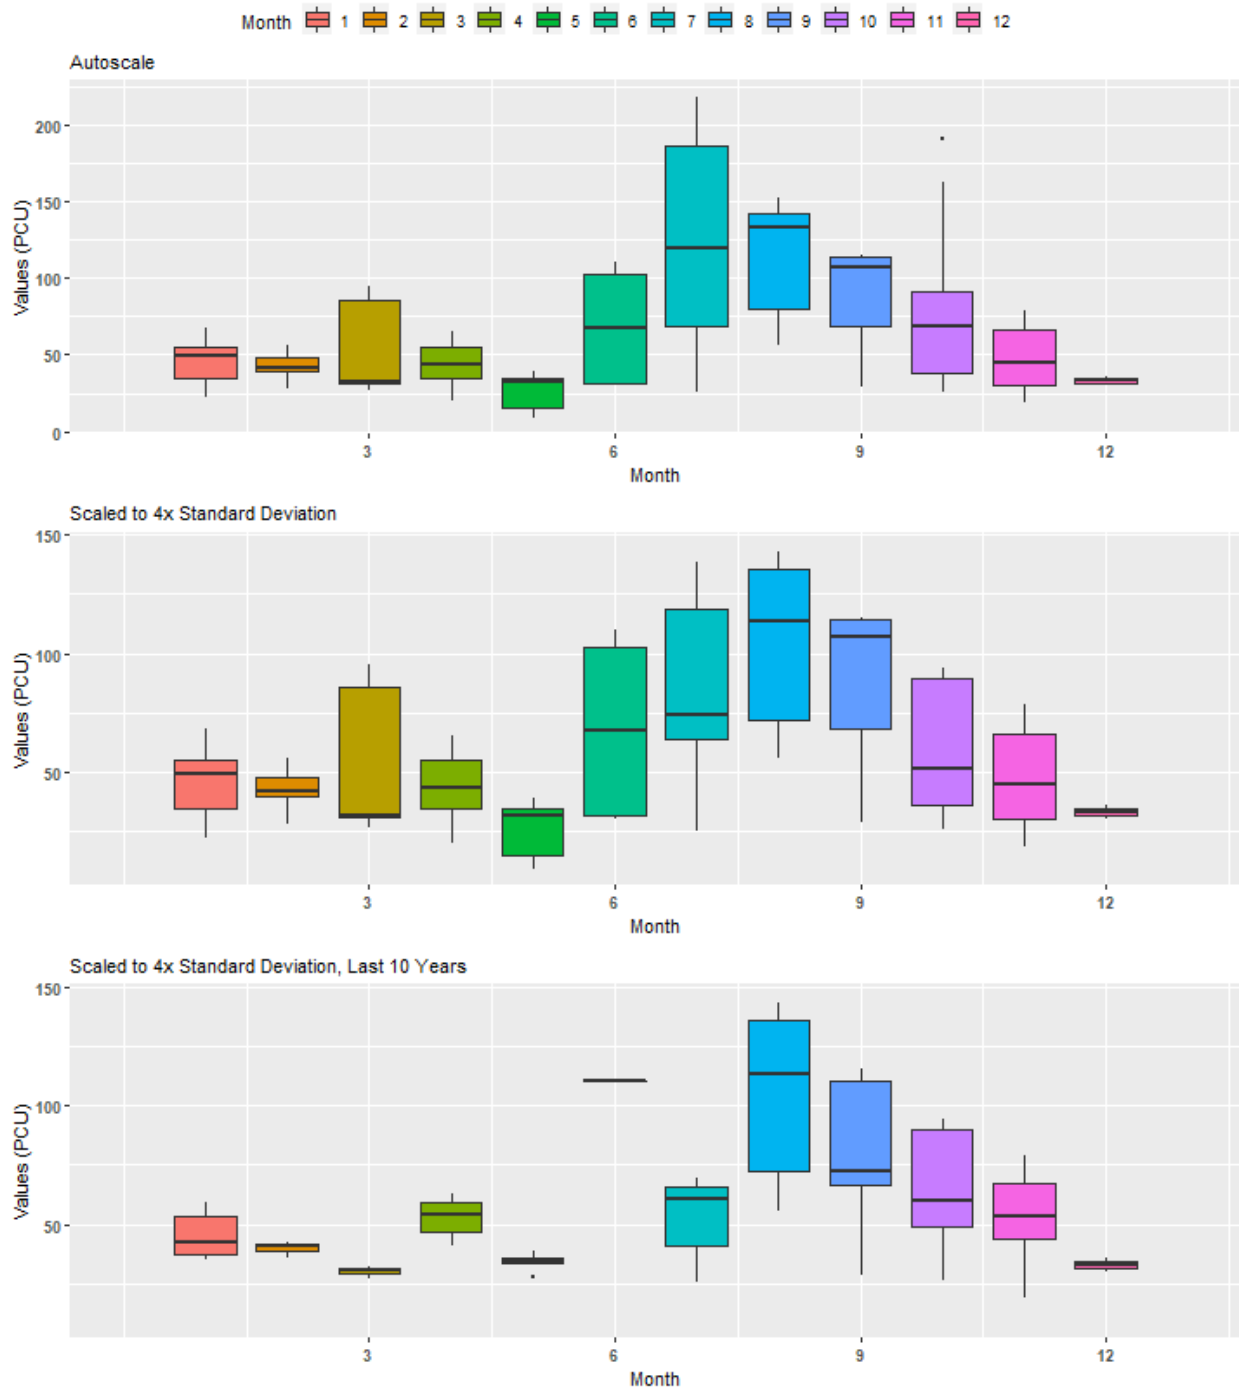 Month 1 2 3 4 5 6 7 8 9 10 11 12
Autoscale
200
150
100
50
0
Values (PCU)
3 6 9 12
Month
Scaled to 4x Standard Deviation
150
100
50
Values (PCU)
3 6 9 12
Month
Scaled to 4x Standard Deviation, Last 10 Years
150
100
50
Values (PCU)
3 6 9 12
Month